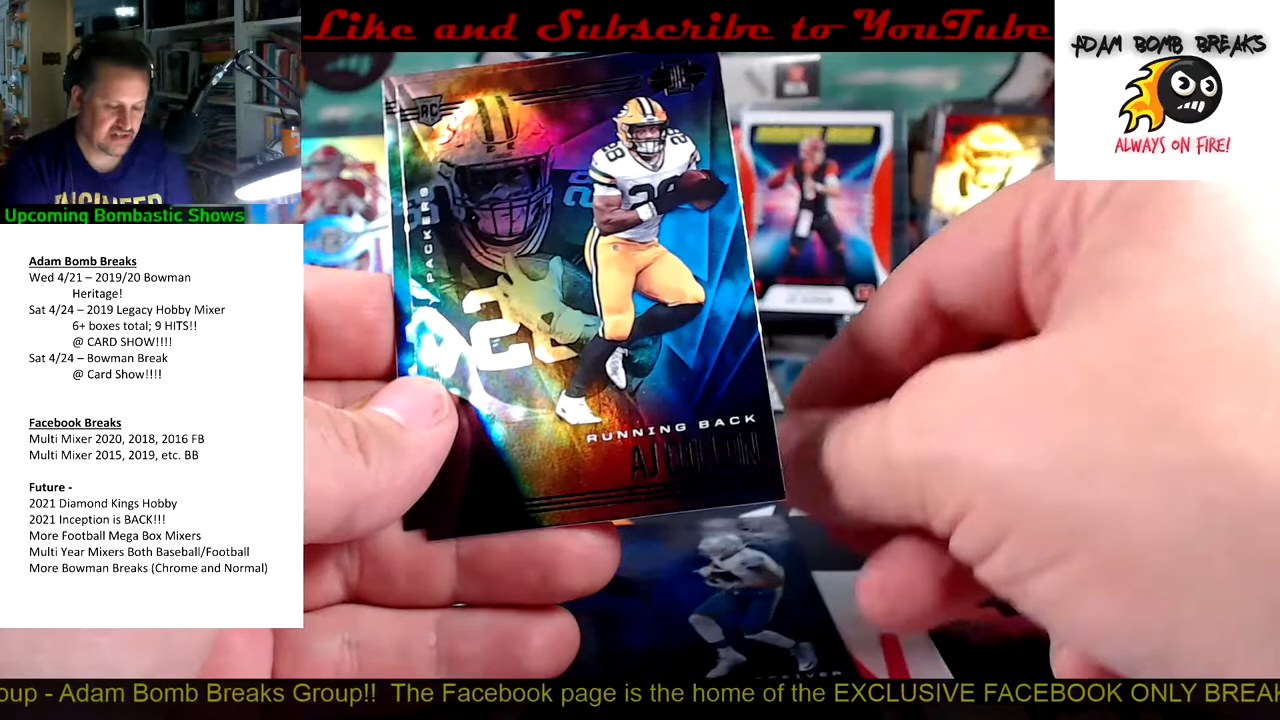 Like and Subscribe to YouTube
ADAM BOMB BREAKS
ALWAYS ON FIRE!
Upcoming Bombastic Shows
Adam Bomb Breaks
Wed 4/21 – 2019/20 Bowman
Heritage!
Sat 4/24 – 2019 Legacy Hobby Mixer
6+ boxes total; 9 HITS!!
@ CARD SHOW!!!!
Sat 4/24 – Bowman Break
@ Card Show!!!!
Facebook Breaks
Multi Mixer 2020, 2018, 2016 FB
Multi Mixer 2015, 2019, etc. BB
Future -
2021 Diamond Kings Hobby
2021 Inception is BACK!!!
More Football Mega Box Mixers
Multi Year Mixers Both Baseball/Football
More Bowman Breaks (Chrome and Normal)
RC
PACKERS
28
28
RUNNING BACK
AJ DILLON
oup - Adam Bomb Breaks Group!! The Facebook page is the home of the EXCLUSIVE FACEBOOK ONLY BREA